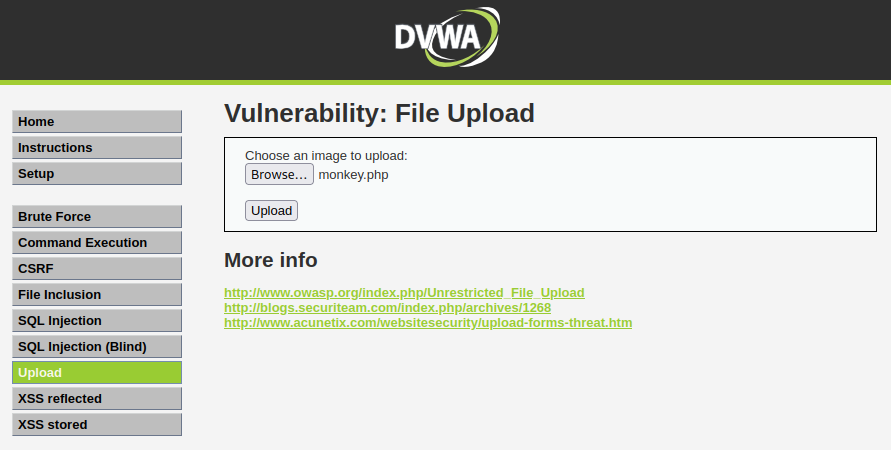 DVWA
Home
Instructions
Setup
Brute Force
Command Execution
CSRF
File Inclusion
SQL Injection
SQL Injection (Blind)
Upload
XSS reflected
XSS stored
Vulnerability: File Upload
Choose an image to upload:
Browse... monkey.php
Upload
More info
http://www.owasp.org/index.php/Unrestricted_File_Upload
http://blogs.securiteam.com/index.php/archives/1268
http://www.acunetix.com/websitesecurity/upload-forms-threat.htm